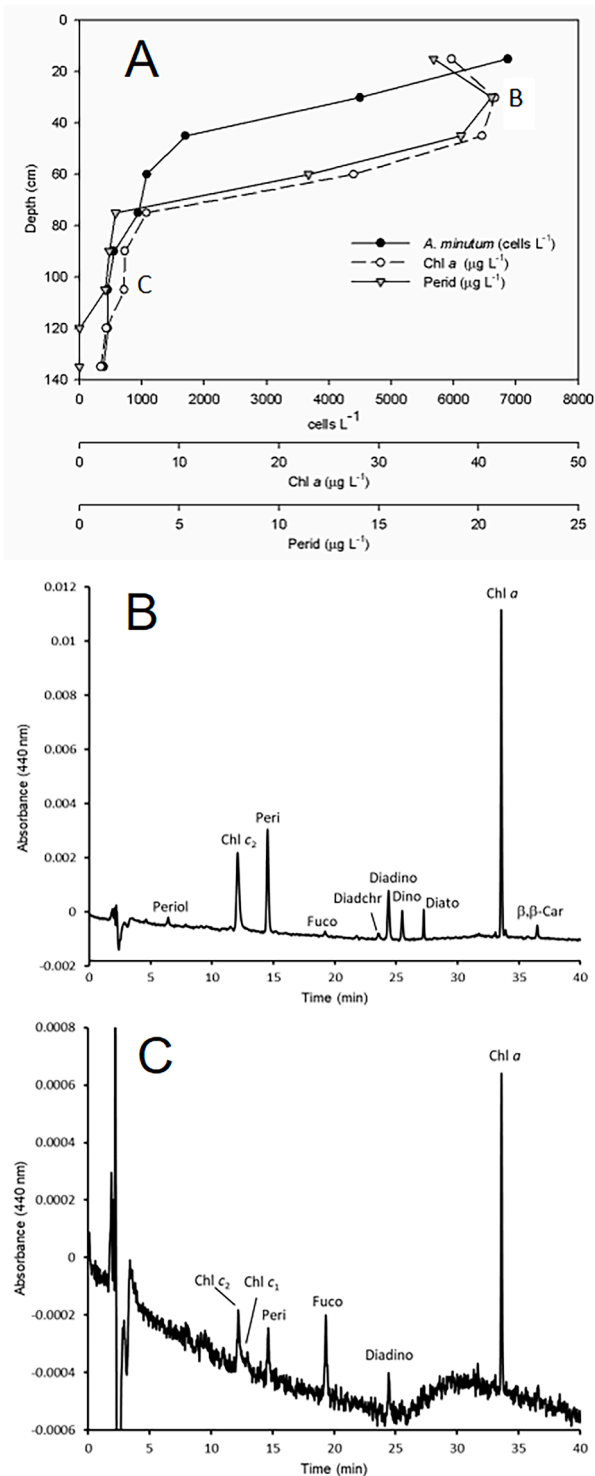 A
B
C
0
20
40
60
80
100
120
140
Depth (cm)
A. minutum (cells L-1)
Chl a (µg L-1)
Perid (µg L-1)
0 1000 2000 3000 4000 5000 6000 7000 8000
cells L-1
0 10 20 30 40 50
Chl a (µg L-1)
0 5 10 15 20 25
Perid (µg L-1)
B
0.012
0.01
0.008
0.006
0.004
0.002
0
-0.002
Absorbance (440 nm)
Periol
Chl c2
Peri
Fuco
Diadchr
Diadino
Dino
Diato
Chl a
β,β-Car
0 5 10 15 20 25 30 35 40
Time (min)
C
0.0008
0.0006
0.0004
0.0002
0
-0.0002
-0.0004
-0.0006
Absorbance (440 nm)
Chl c2
Chl c1
Peri
Fuco
Diadino
Chl a
0 5 10 15 20 25 30 35 40
Time (min)